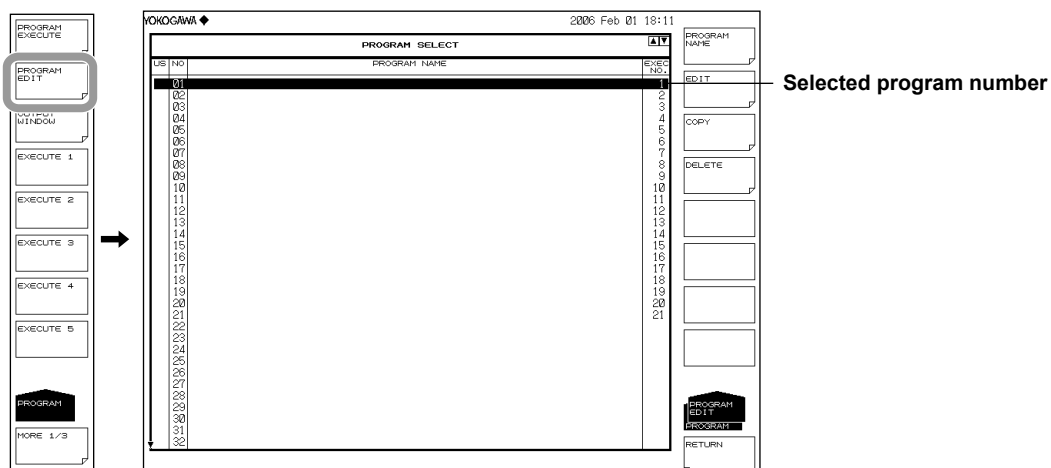 PROGRAM
EXECUTE
PROGRAM
EDIT
OUTPUT
WINDOW
EXECUTE 1
EXECUTE 2
EXECUTE 3
EXECUTE 4
EXECUTE 5
PROGRAM
MORE 1/3
YOKOGAWA 2006 Feb 01 18:11
PROGRAM SELECT
US NO PROGRAM NAME EXEC NO.
01 1
02 2
03 3
04 4
05 5
06 6
07 7
08 8
09 9
10 10
11 11
12 12
13 13
14 14
15 15
16 16
17 17
18 18
19 19
20 20
21 21
22
23
24
25
26
27
28
29
30
31
32
PROGRAM
NAME
EDIT
COPY
DELETE
PROGRAM
EDIT
PROGRAM
RETURN
Selected program number